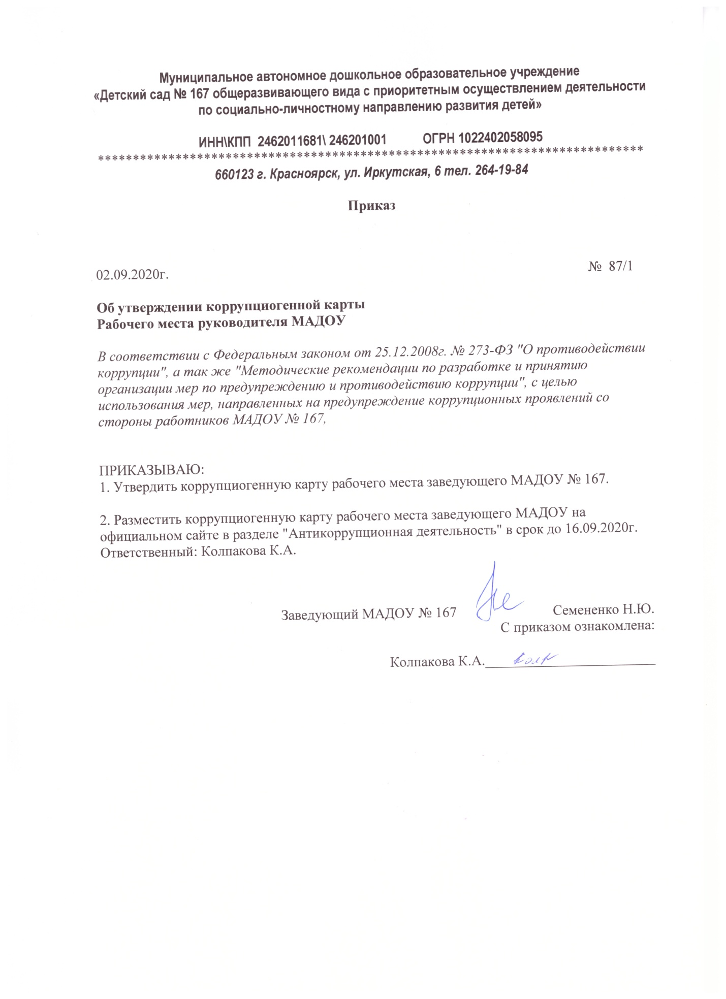 Муниципальное автономное дошкольное образовательное учреждение
«Детский сад № 167 общеразвивающего вида с приоритетным осуществлением деятельности
по социально-личностному направлению развития детей»
ИНН\КПП 2462011681\ 246201001 ОГРН 1022402058095
******************************************************************************
660123 г. Красноярск, ул. Иркутская, 6 тел. 264-19-84
Приказ
02.09.2020г. № 87/1
Об утверждении коррупциогенной карты
Рабочего места руководителя МАДОУ
В соответствии с Федеральным законом от 25.12.2008г. № 273-ФЗ "О противодействии
коррупции", а так же "Методические рекомендации по разработке и принятию
организации мер по предупреждению и противодействию коррупции", с целью
использования мер, направленных на предупреждение коррупционных проявлений со
стороны работников МАДОУ № 167,
ПРИКАЗЫВАЮ:
1. Утвердить коррупциогенную карту рабочего места заведующего МАДОУ № 167.
2. Разместить коррупциогенную карту рабочего места заведующего МАДОУ на
официальном сайте в разделе "Антикоррупционная деятельность" в срок до 16.09.2020г.
Ответственный: Колпакова К.А.
Заведующий МАДОУ № 167 Семененко Н.Ю.
С приказом ознакомлена:
Колпакова К.А.